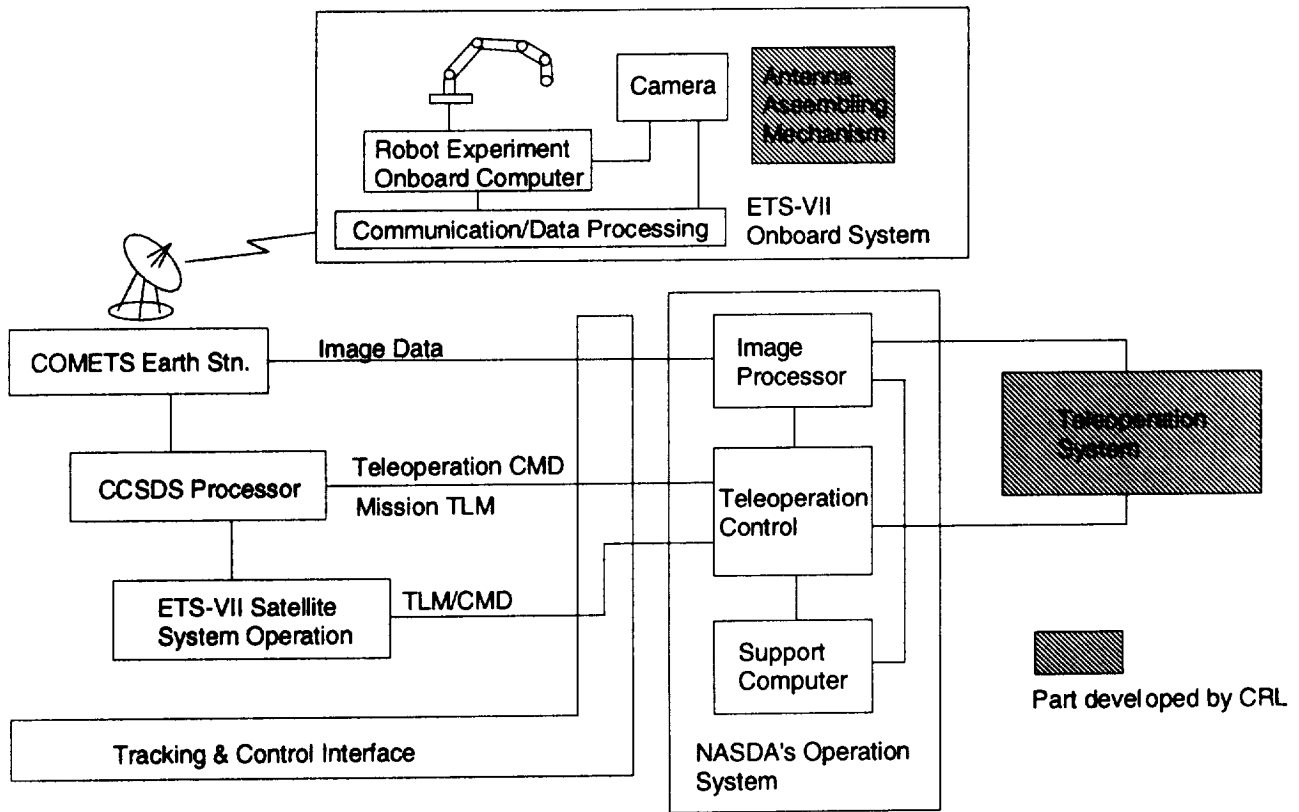 Camera
Antenna
Assembling
Mechanism
Robot Experiment
Onboard Computer
Communication/Data Processing
ETS-VII
Onboard System
COMETS Earth Stn.
Image Data
Image
Processor
Teleoperation
System
CCSDS Processor
Teleoperation CMD
Mission TLM
Teleoperation
Control
ETS-VII Satellite
System Operation
TLM/CMD
Support
Computer
Part developed by CRL
Tracking & Control Interface
NASDA's Operation
System